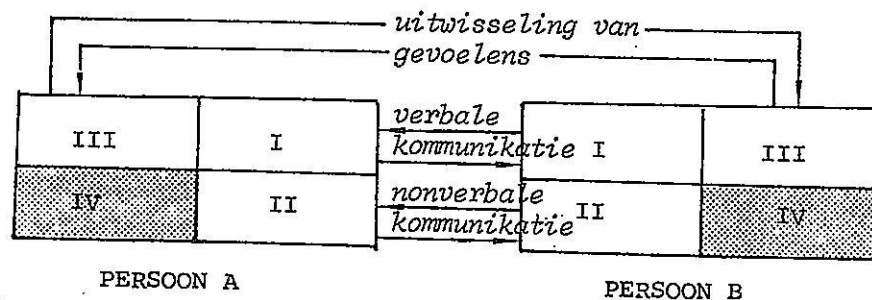 uitwisseling van
gevoelens
III I
verbale
kommunikatie
I III
IV II
nonverbale
kommunikatie
II IV
PERSOON A
PERSOON B